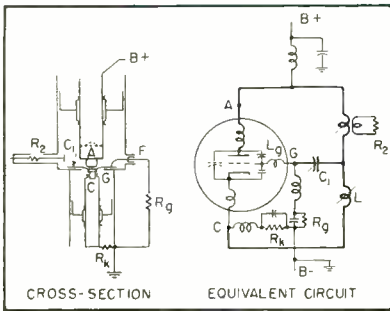 B+
R2
C1
A
F
G
C
Rg
Rk
CROSS-SECTION
B+
A
Lg
G
C1
R2
L
C
Rk
Rg
B-
EQUIVALENT CIRCUIT